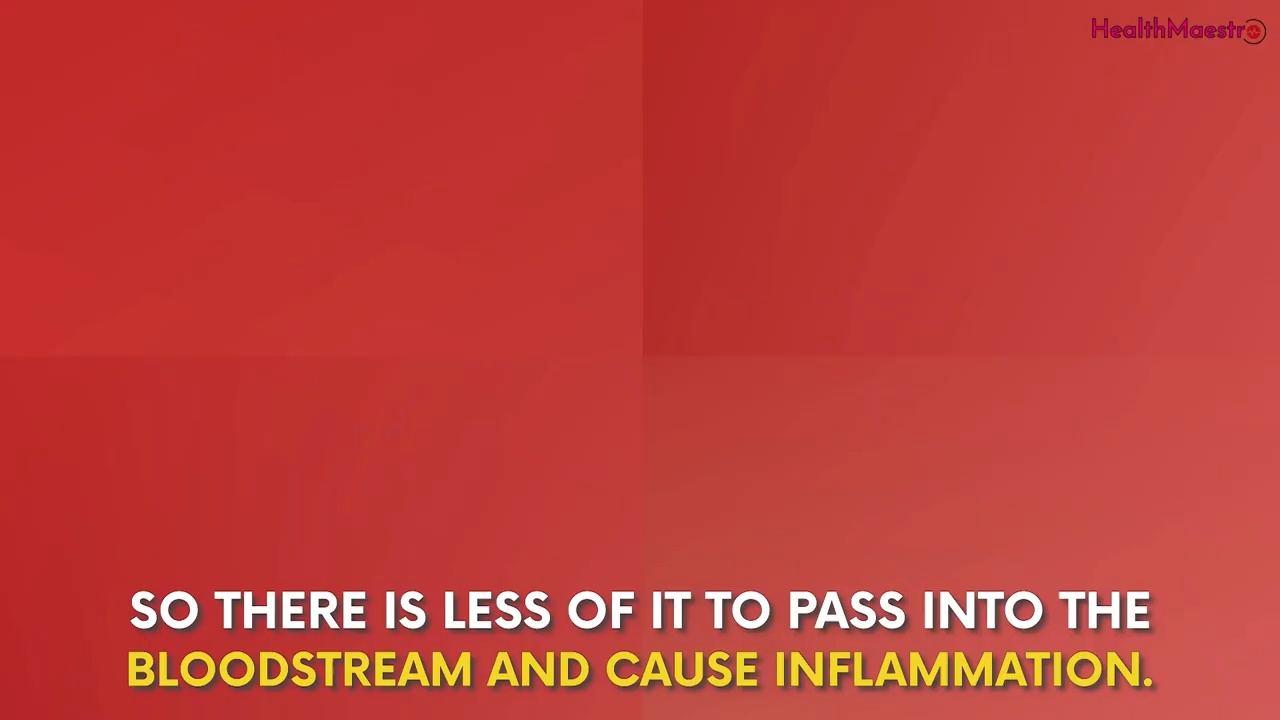 HealthMaestro
SO THERE IS LESS OF IT TO PASS INTO THE
BLOODSTREAM AND CAUSE INFLAMMATION.